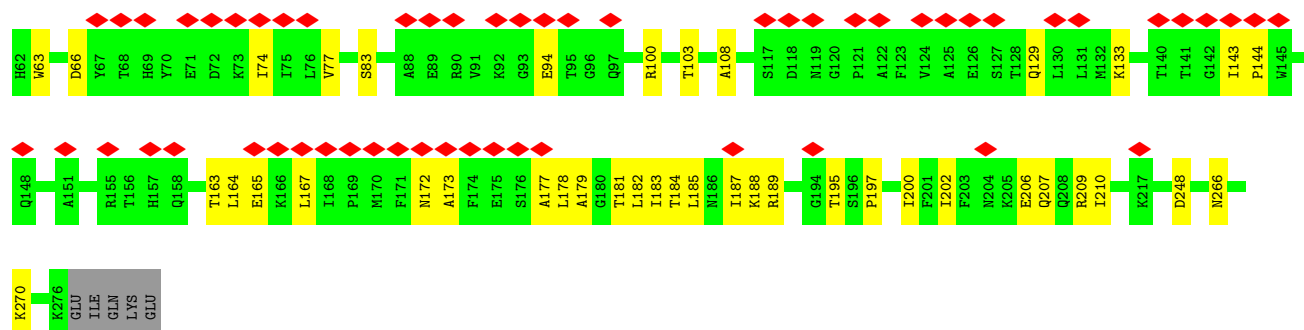 H62 W63 D66 Y67 T68 H69 Y70 E71 D72 K73 I74 I75 L76 V77 S83 A88 E89 R90 V91 K92 G93 E94 T95 G96 Q97 R100 T103 A108 S117 D118 N119 G120 P121 A122 F123 V124 A125 E126 S127 T128 Q129 L130 L131 M132 K133 T140 T141 G142 I143 P144 W145
Q148 A151 R155 T156 H157 Q158 T163 L164 E165 K166 L167 I168 P169 M170 F171 N172 A173 F174 E175 S176 A177 L178 A179 G180 T181 L182 I183 T184 L185 N186 I187 K188 R189 G194 T195 S196 P197 I200 F201 I202 F203 N204 K205 E206 Q207 Q208 R209 I210 K217 D248 N266
K270 K276 GLU ILE GLN LYS GLU